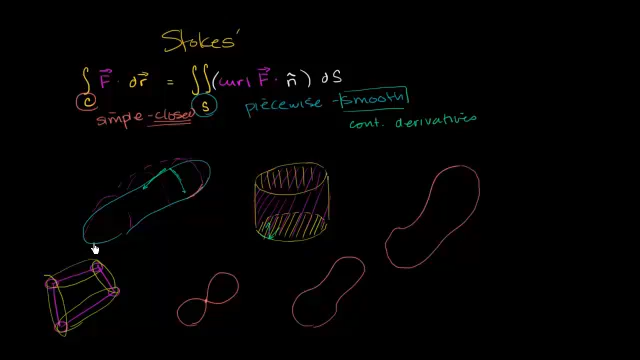 Stokes'
∫ F⃗ · dr⃗ = ∬ (curl F⃗ · n̂) dS
C S
simple-closed piecewise-smooth
cont. derivatives